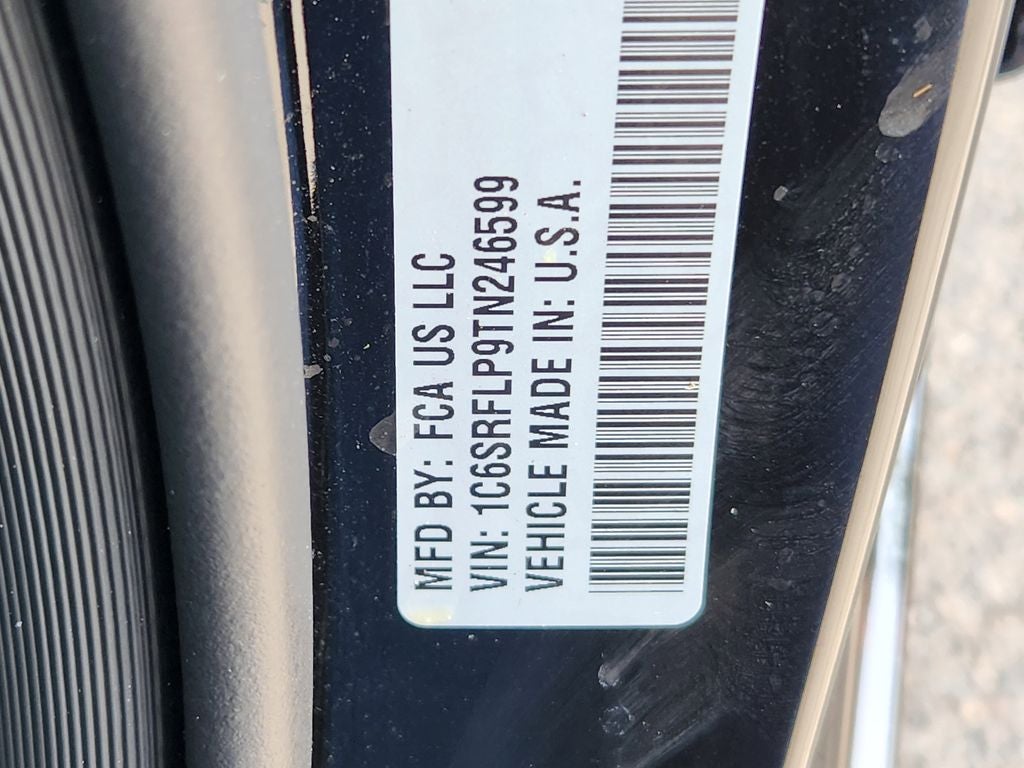 MFD BY: FCA US LLC
VIN: 1C6SRFLP9TN246599
VEHICLE MADE IN: U.S.A.